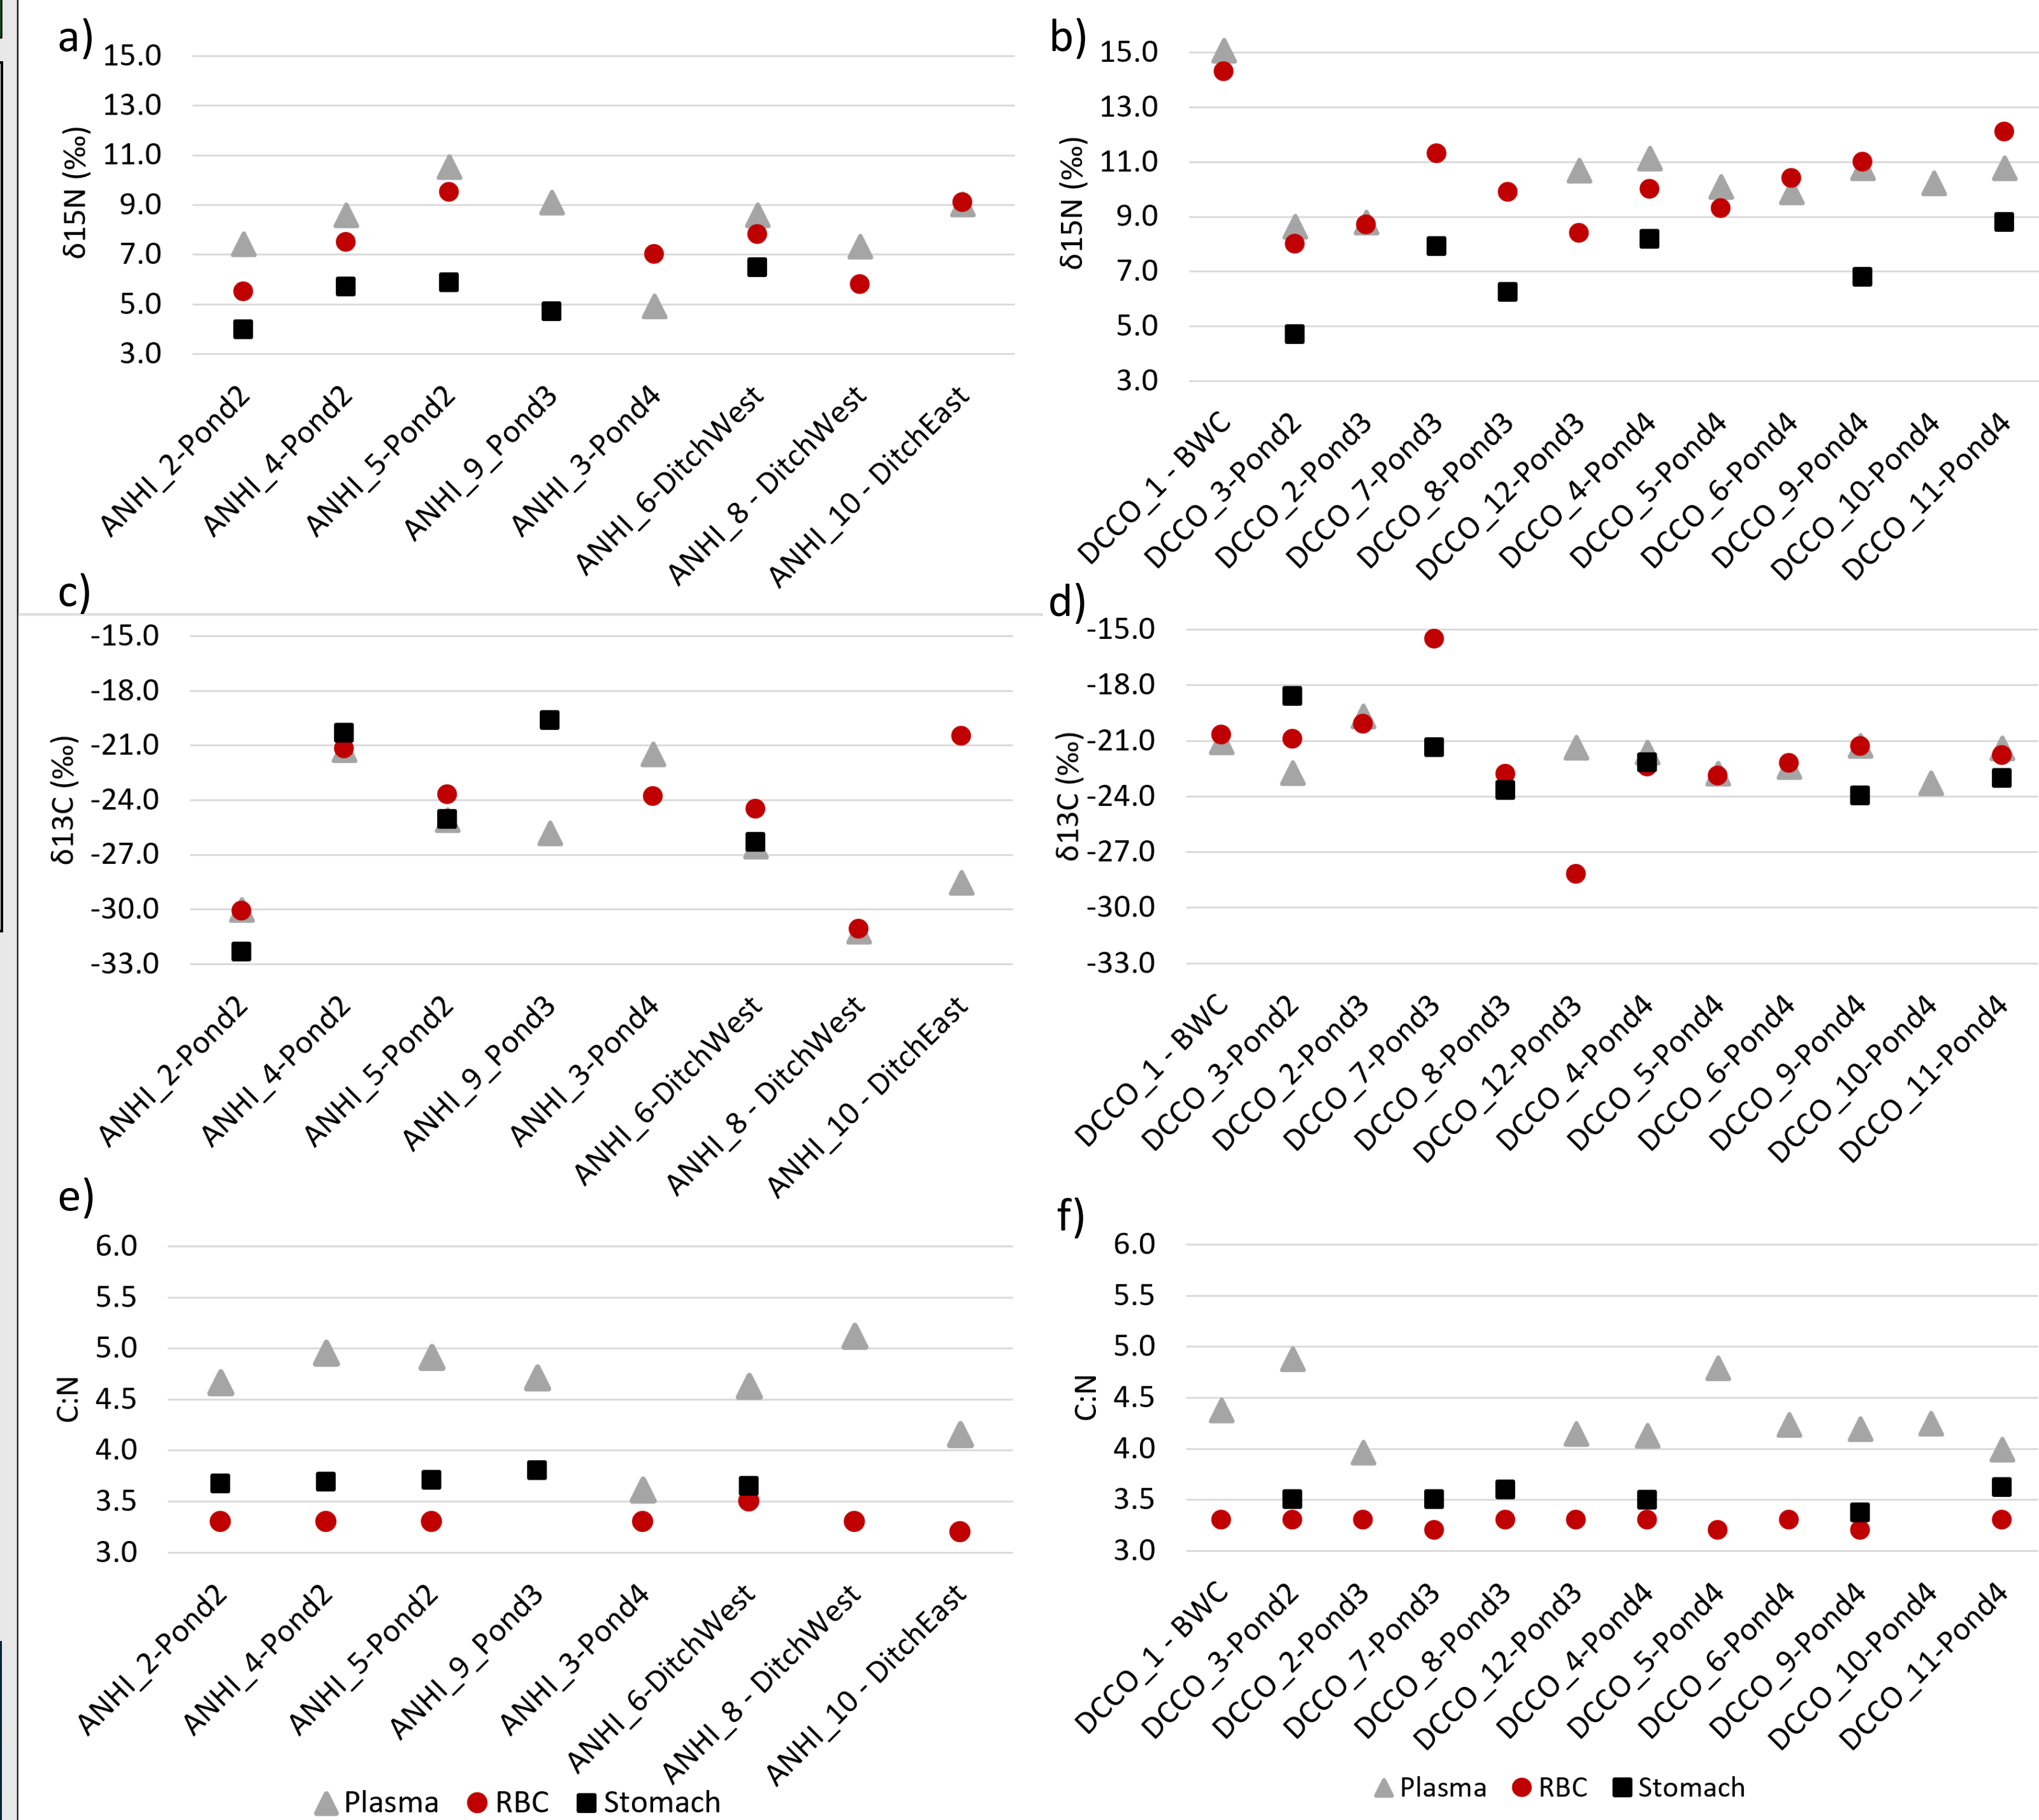 a)
15.0
13.0
11.0
9.0
7.0
5.0
3.0
δ15N (‰)
ANHI_2-Pond2
ANHI_4-Pond2
ANHI_5-Pond2
ANHI_9_Pond3
ANHI_3-Pond4
ANHI_6-DitchWest
ANHI_8 - DitchWest
ANHI_10 - DitchEast
b)
15.0
13.0
11.0
9.0
7.0
5.0
3.0
δ15N (‰)
DCCO_1 - BWC
DCCO_3-Pond2
DCCO_2-Pond3
DCCO_7-Pond3
DCCO_8-Pond3
DCCO_12-Pond3
DCCO_4-Pond4
DCCO_5-Pond4
DCCO_6-Pond4
DCCO_9-Pond4
DCCO_10-Pond4
DCCO_11-Pond4
c)
-15.0
-18.0
-21.0
-24.0
-27.0
-30.0
-33.0
δ13C (‰)
ANHI_2-Pond2
ANHI_4-Pond2
ANHI_5-Pond2
ANHI_9_Pond3
ANHI_3-Pond4
ANHI_6-DitchWest
ANHI_8 - DitchWest
ANHI_10 - DitchEast
d)
-15.0
-18.0
-21.0
-24.0
-27.0
-30.0
-33.0
δ13C (‰)
DCCO_1 - BWC
DCCO_3-Pond2
DCCO_2-Pond3
DCCO_7-Pond3
DCCO_8-Pond3
DCCO_12-Pond3
DCCO_4-Pond4
DCCO_5-Pond4
DCCO_6-Pond4
DCCO_9-Pond4
DCCO_10-Pond4
DCCO_11-Pond4
e)
6.0
5.5
5.0
4.5
4.0
3.5
3.0
C:N
ANHI_2-Pond2
ANHI_4-Pond2
ANHI_5-Pond2
ANHI_9_Pond3
ANHI_3-Pond4
ANHI_6-DitchWest
ANHI_8 - DitchWest
ANHI_10 - DitchEast
Plasma RBC Stomach
f)
6.0
5.5
5.0
4.5
4.0
3.5
3.0
C:N
DCCO_1 - BWC
DCCO_3-Pond2
DCCO_2-Pond3
DCCO_7-Pond3
DCCO_8-Pond3
DCCO_12-Pond3
DCCO_4-Pond4
DCCO_5-Pond4
DCCO_6-Pond4
DCCO_9-Pond4
DCCO_10-Pond4
DCCO_11-Pond4
Plasma RBC Stomach